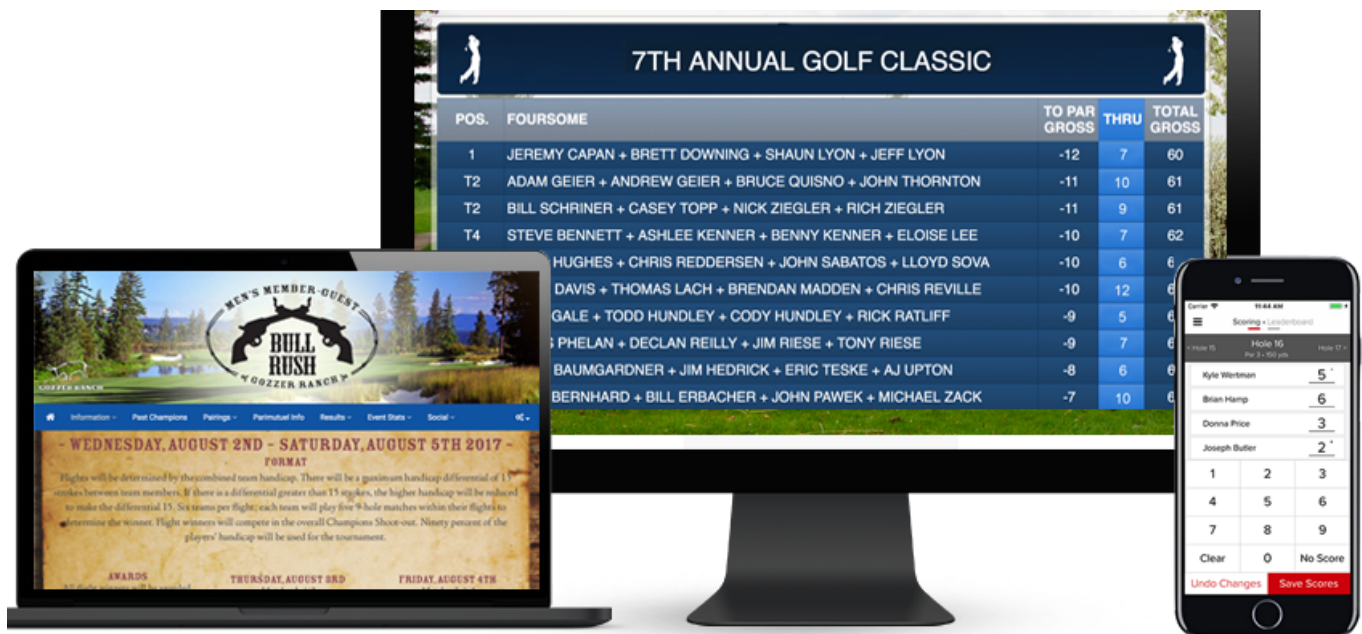 7TH ANNUAL GOLF CLASSIC
POS. FOURSOME TO PAR GROSS THRU TOTAL GROSS
1 JEREMY CAPAN + BRETT DOWNING + SHAUN LYON + JEFF LYON -12 7 60
T2 ADAM GEIER + ANDREW GEIER + BRUCE QUISNO + JOHN THORNTON -11 10 61
T2 BILL SCHRINER + CASEY TOPP + NICK ZIEGLER + RICH ZIEGLER -11 9 61
T4 STEVE BENNETT + ASHLEE KENNER + BENNY KENNER + ELOISE LEE -10 7 62
HUGHES + CHRIS REDDERSEN + JOHN SABATOS + LLOYD SOVA -10 6
DAVIS + THOMAS LACH + BRENDAN MADDEN + CHRIS REVILLE -10 12
GALE + TODD HUNDLEY + CODY HUNDLEY + RICK RATLIFF -9 5
PHELAN + DECLAN REILLY + JIM RIESE + TONY RIESE -9 7
BAUMGARDNER + JIM HEDRICK + ERIC TESKE + AJ UPTON -8 6
BERNHARD + BILL ERBACHER + JOHN PAWEK + MICHAEL ZACK -7 10
MEN'S MEMBER-GUEST
BULL
RUSH
GOZZER RANCH
GOZZER RANCH
Information Past Champions Pairings Parimutuel Info Results Event Stats Social
- WEDNESDAY, AUGUST 2ND - SATURDAY, AUGUST 5TH 2017 -
FORMAT
Flights will be determined by the combined team handicap. There will be a maximum handicap differential of 15
strokes between team members. If there is a differential greater than 15 strokes, the higher handicap will be reduced
to make the differential 15. Six teams per flight; each team will play five 9-hole matches within their flights to
determine the winner. Flight winners will compete in the overall Champions Shoot-out. Ninety percent of the
players' handicap will be used for the tournament.
AWARDS THURSDAY, AUGUST 3RD FRIDAY, AUGUST 4TH
Carrier 11:44 AM
Scoring • Leaderboard
< Hole 15 Hole 16 Hole 17 >
Par 3 • 150 yds
Kyle Wertman 5
Brian Hamp 6
Donna Price 3
Joseph Butler 2
1 2 3
4 5 6
7 8 9
Clear 0 No Score
Undo Changes Save Scores